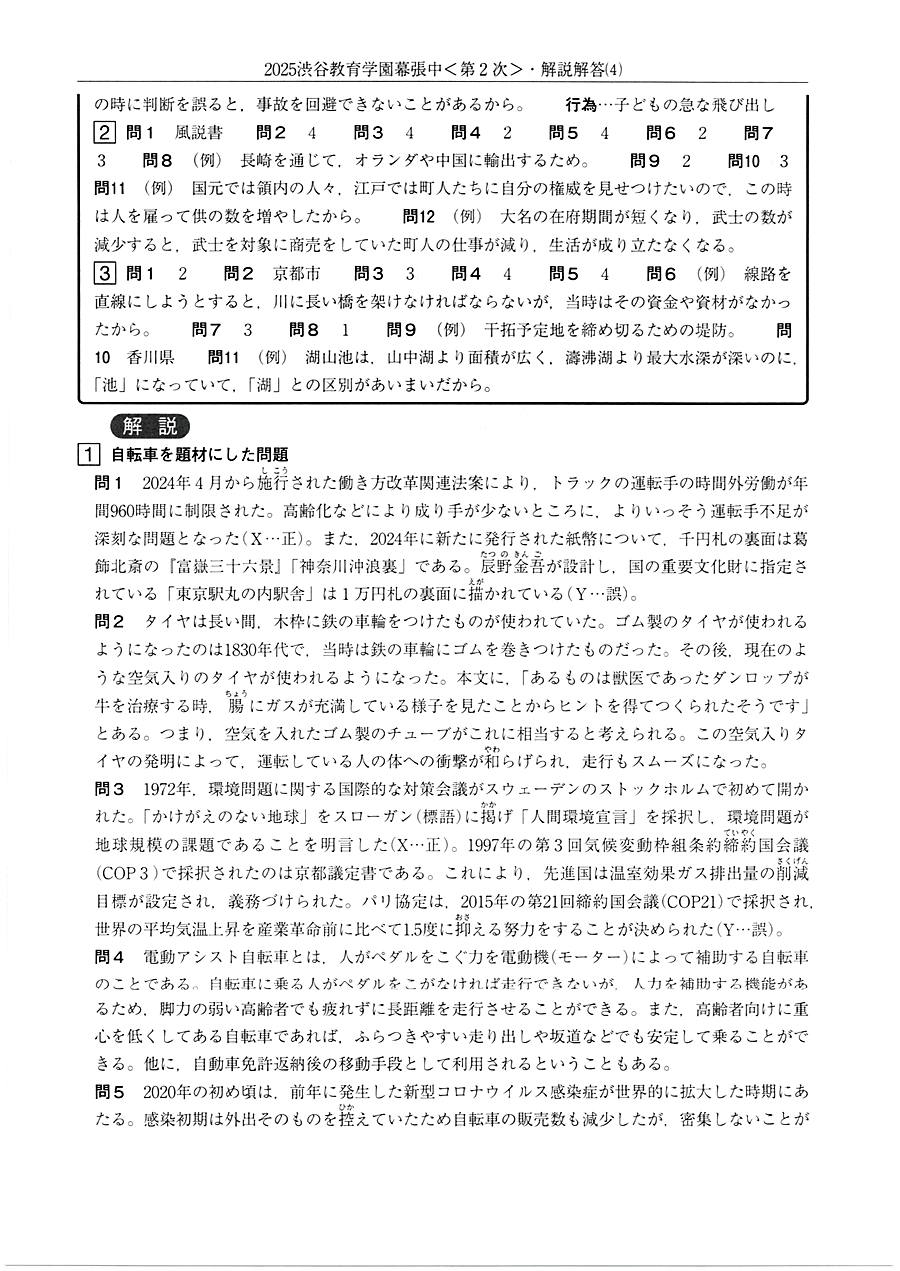 2025渋谷教育学園幕張中＜第２次＞・解説解答(4)
の時に判断を誤ると，事故を回避できないことがあるから。　行為…子どもの急な飛び出し
2 問1 風説書 問2 4 問3 4 問4 2 問5 4 問6 2 問7
3 問8 （例） 長崎を通じて，オランダや中国に輸出するため。 問9 2 問10 3
問11 （例） 国元では領内の人々，江戸では町人たちに自分の権威を見せつけたいので，この時
は人を雇って供の数を増やしたから。 問12 （例） 大名の在府期間が短くなり，武士の数が
減少すると，武士を対象に商売をしていた町人の仕事が減り，生活が成り立たなくなる。
3 問1 2 問2 京都市 問3 3 問4 4 問5 4 問6 （例） 線路を
直線にしようとすると，川に長い橋を架けなければならないが，当時はその資金や資材がなかっ
たから。 問7 3 問8 1 問9 （例） 干拓予定地を締め切るための堤防。 問
10 香川県 問11 （例） 湖山池は，山中湖より面積が広く，濤沸湖より最大水深が深いのに，
「池」になっていて，「湖」との区別があいまいだから。
解説
1 自転車を題材にした問題
問1 2024年４月から施行された働き方改革関連法案により，トラックの運転手の時間外労働が年
間960時間に制限された。高齢化などにより成り手が少ないところに，よりいっそう運転手不足が
深刻な問題となった(Ｘ…正)。また，2024年に新たに発行された紙幣について，千円札の裏面は葛
飾北斎の『富嶽三十六景』「神奈川沖浪裏」である。辰野金吾が設計し，国の重要文化財に指定さ
れている「東京駅丸の内駅舎」は１万円札の裏面に描かれている(Ｙ…誤)。
問2 タイヤは長い間，木枠に鉄の車輪をつけたものが使われていた。ゴム製のタイヤが使われる
ようになったのは1830年代で，当時は鉄の車輪にゴムを巻きつけたものだった。その後，現在のよ
うな空気入りのタイヤが使われるようになった。本文に，「あるものは獣医であったダンロップが
牛を治療する時，腸にガスが充満している様子を見たことからヒントを得てつくられたそうです」
とある。つまり，空気を入れたゴム製のチューブがこれに相当すると考えられる。この空気入りタ
イヤの発明によって，運転している人の体への衝撃が和らげられ，走行もスムーズになった。
問3 1972年，環境問題に関する国際的な対策会議がスウェーデンのストックホルムで初めて開か
れた。「かけがえのない地球」をスローガン(標語)に掲げ「人間環境宣言」を採択し，環境問題が
地球規模の課題であることを明言した(X…正)。1997年の第３回気候変動枠組条約締約国会議
(COP３)で採択されたのは京都議定書である。これにより，先進国は温室効果ガス排出量の削減
目標が設定され，義務づけられた。パリ協定は，2015年の第21回締約国会議(COP21)で採択され，
世界の平均気温上昇を産業革命前に比べて1.5度に抑える努力をすることが決められた(Y…誤)。
問4 電動アシスト自転車とは，人がペダルをこぐ力を電動機(モーター)によって補助する自転車
のことである。自転車に乗る人がペダルをこがなければ走行できないが，人力を補助する機能があ
るため，脚力の弱い高齢者でも疲れずに長距離を走行させることができる。また，高齢者向けに重
心を低くしてある自転車であれば，ふらつきやすい走り出しや坂道などでも安定して乗ることがで
きる。他に，自動車免許返納後の移動手段として利用されるということもある。
問5 2020年の初め頃は，前年に発生した新型コロナウイルス感染症が世界的に拡大した時期にあ
たる。感染初期は外出そのものを控えていたため自転車の販売数も減少したが，密集しないことが